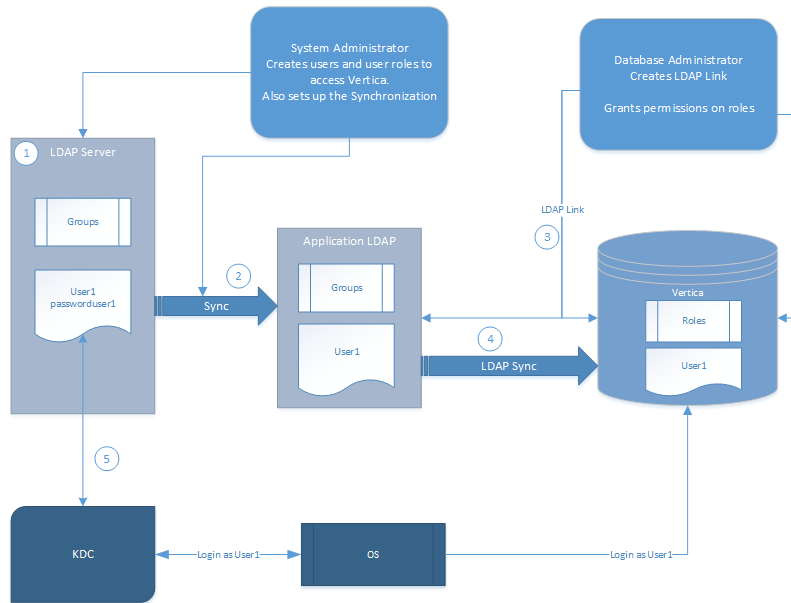 System Administrator
Creates users and user roles to
access Vertica.
Also sets up the Synchronization
Database Administrator
Creates LDAP Link
Grants permissions on roles
1
LDAP Server
Groups
User1
passworduser1
2
Sync
Application LDAP
Groups
User1
LDAP Link
3
4
LDAP Sync
Vertica
Roles
User1
5
KDC
Login as User1
OS
Login as User1